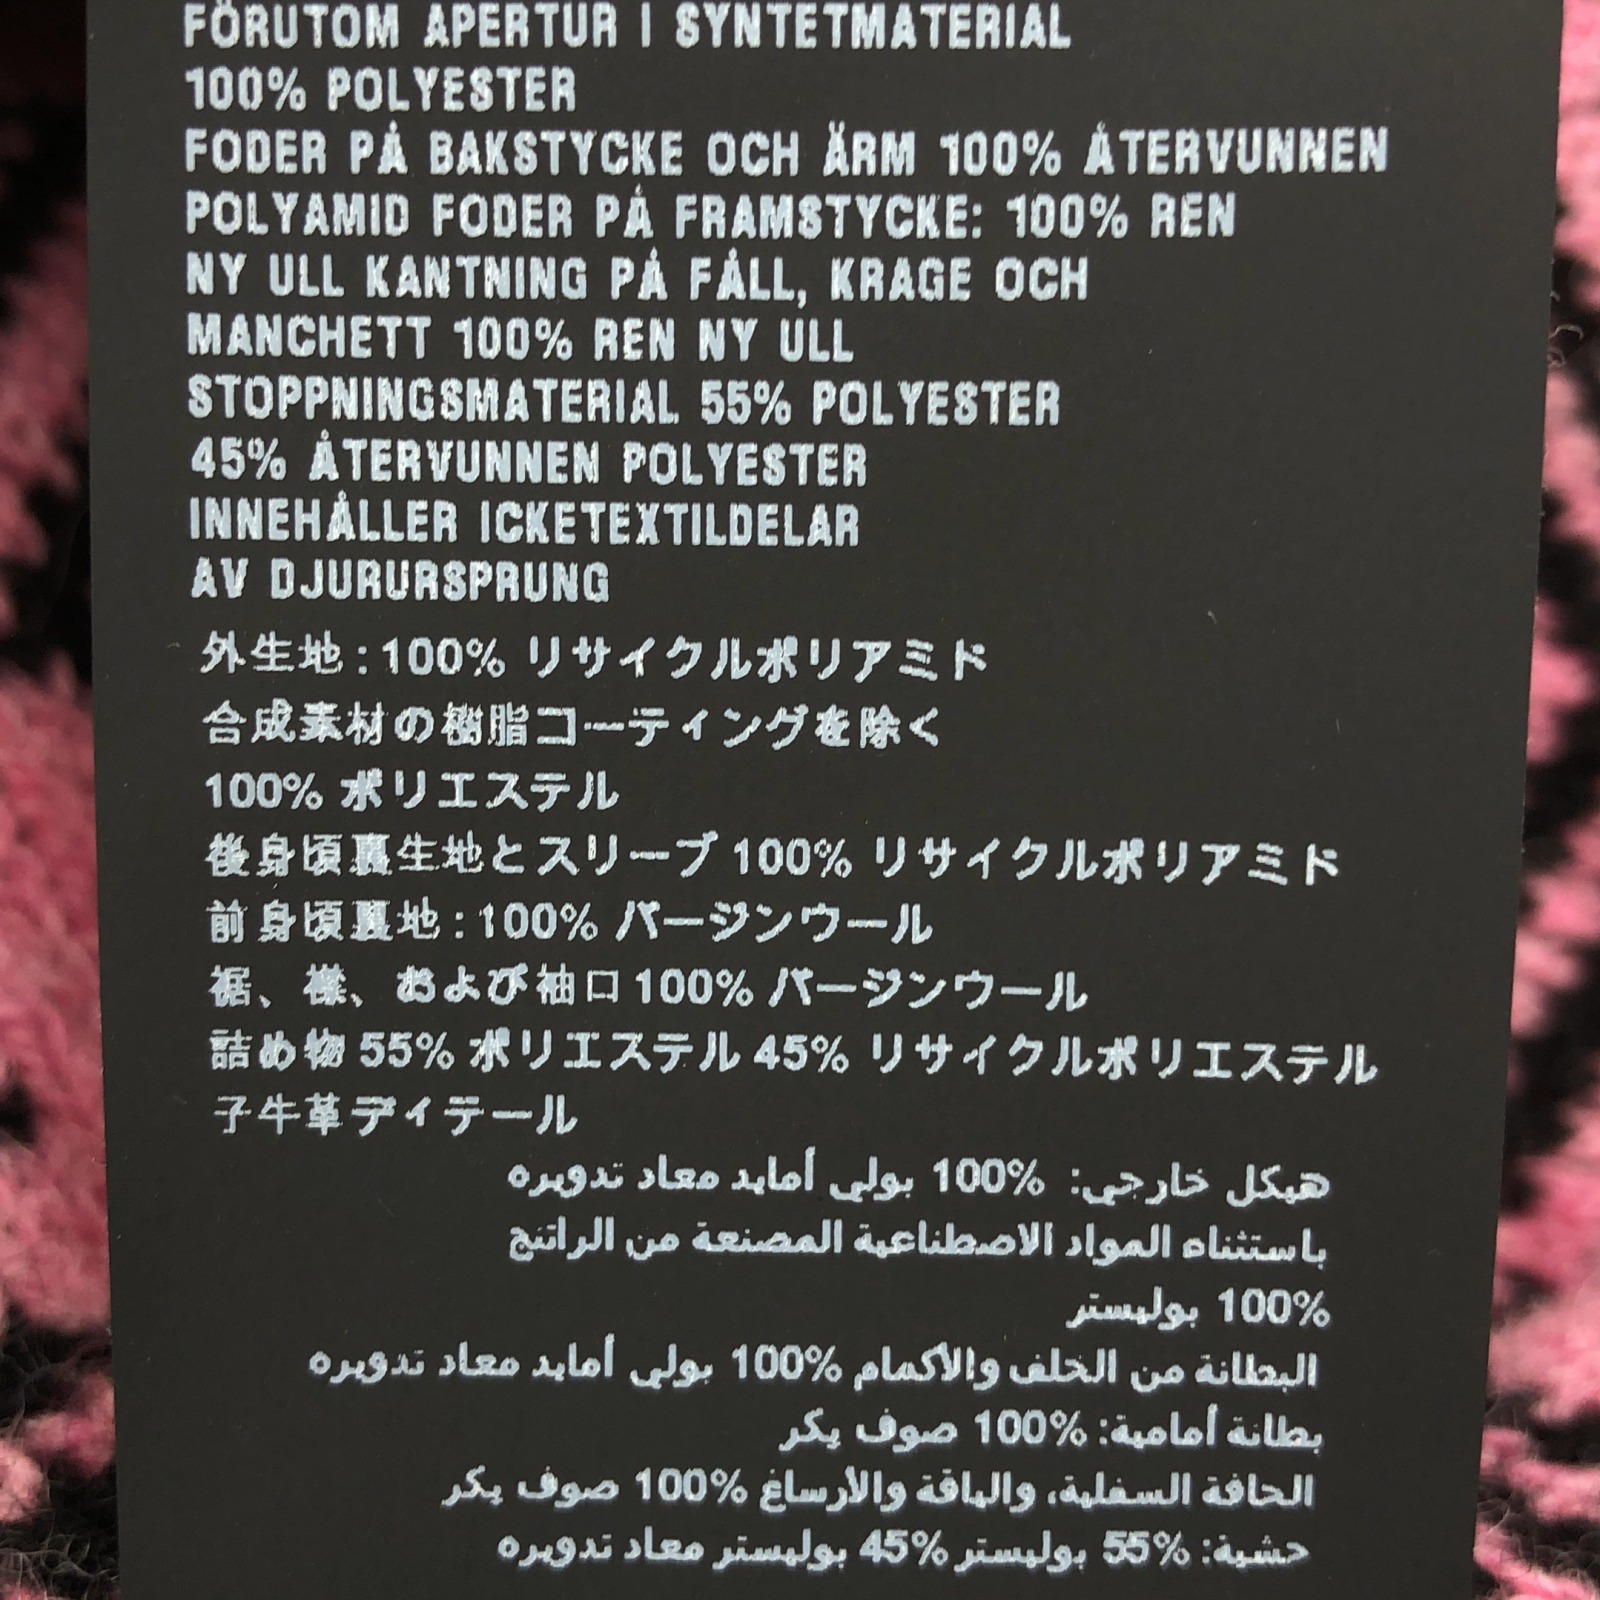 FÖRUTOM APERTUR I SYNTETMATERIAL
100% POLYESTER
FODER PÅ BAKSTYCKE OCH ÄRM 100% ÅTERVUNNEN
POLYAMID FODER PÅ FRAMSTYCKE: 100% REN
NY ULL KANTNING PÅ FÅLL, KRAGE OCH
MANCHETT 100% REN NY ULL
STOPPNINGSMATERIAL 55% POLYESTER
45% ÅTERVUNNEN POLYESTER
INNEHÅLLER ICKETEXTILDELAR
AV DJURURSPRUNG
外生地:100% リサイクルポリアミド
合成素材の樹脂コーティングを除く
100% ポリエステル
後身頃裏生地とスリーブ 100% リサイクルポリアミド
前身頃裏地:100% バージンウール
裾、襟、および袖口100% バージンウール
詰め物 55% ポリエステル 45% リサイクルポリエステル
子牛革ディテール
هيكل خارجي: 100% بولي أمايد معاد تدويره
باستثناء المواد الاصطناعية المصنعة من الراتنج
100% بوليستر
البطانة من الخلف والأكمام 100% بولي أمايد معاد تدويره
بطانة أمامية: 100% صوف بكر
الحافة السفلية، والياقة والأرساغ 100% صوف بكر
حشية: 55% بوليستر 45% بوليستر معاد تدويره